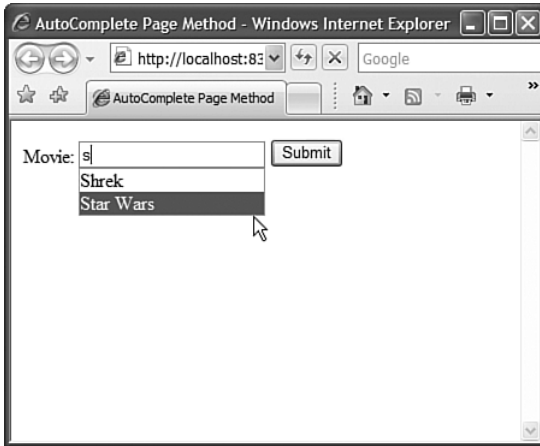 AutoComplete Page Method - Windows Internet Explorer
http://localhost:83
Google
AutoComplete Page Method
»
Movie: s Submit
Shrek
Star Wars